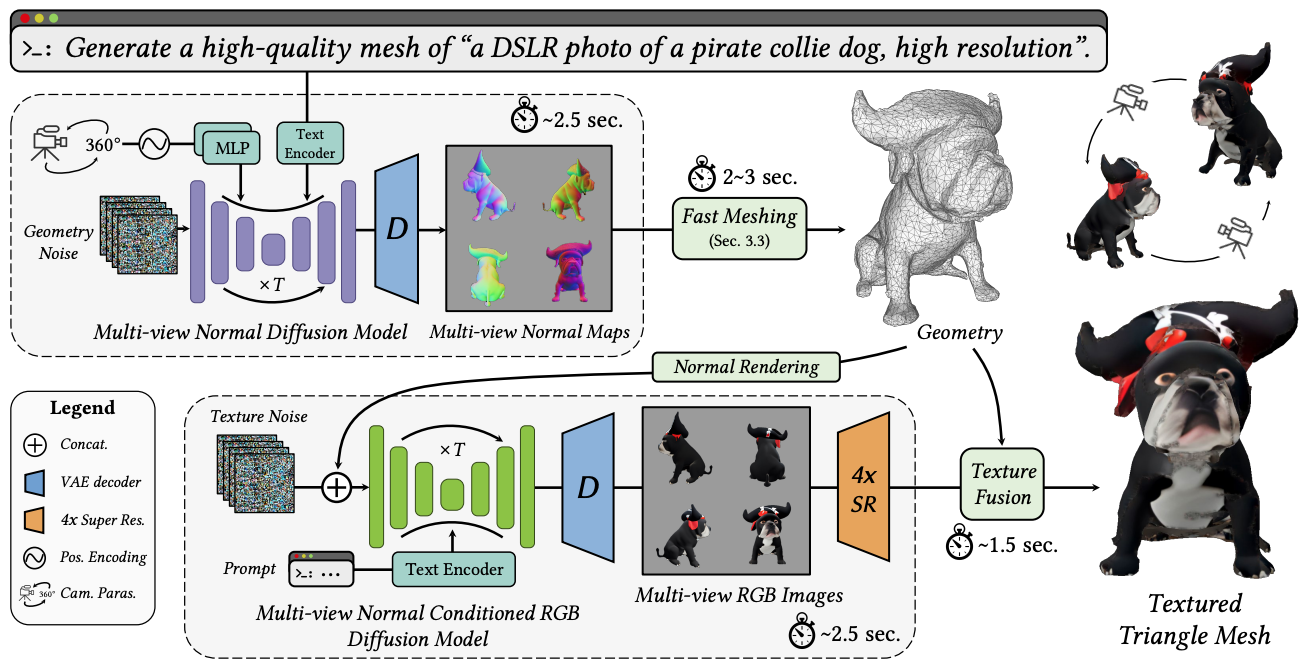 >_: Generate a high-quality mesh of “a DSLR photo of a pirate collie dog, high resolution”.
~2.5 sec.
360°
MLP
Text
Encoder
Geometry
Noise
×T
D
Multi-view Normal Diffusion Model
Multi-view Normal Maps
2~3 sec.
Fast Meshing
(Sec. 3.3)
Geometry
Normal Rendering
Legend
Concat.
VAE decoder
4x Super Res.
Pos. Encoding
360°
Cam. Paras.
Texture Noise
×T
D
4x
SR
Prompt
>_: ...
Text Encoder
Multi-view Normal Conditioned RGB
Diffusion Model
Multi-view RGB Images
~2.5 sec.
Texture
Fusion
~1.5 sec.
Textured
Triangle Mesh